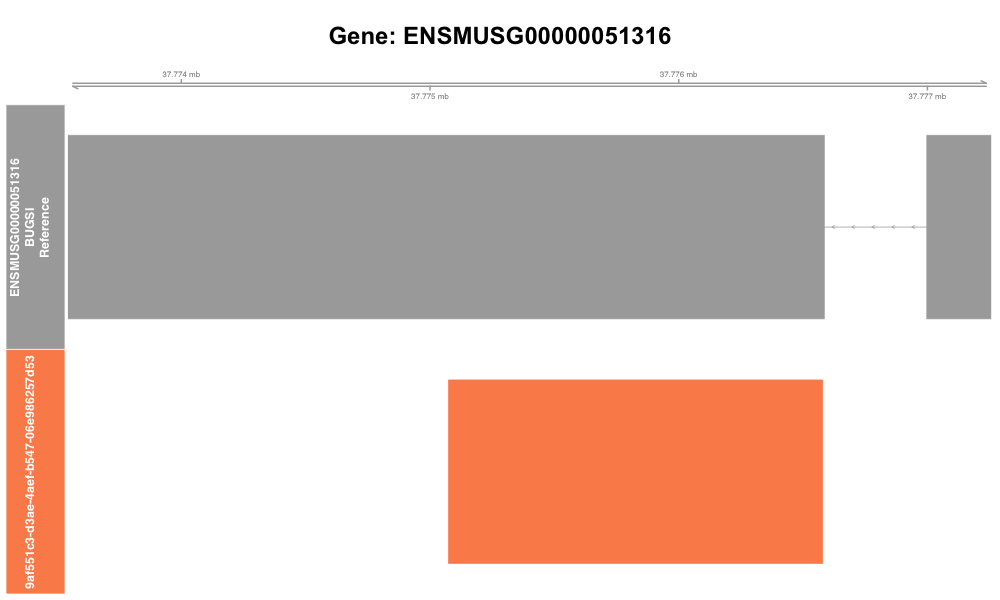 Gene: ENSMUSG00000051316
37.774 mb
37.776 mb
37.775 mb
37.777 mb
ENSMUSG00000051316
BUGSI
Reference
9af551c3-d3ae-4aef-b547-06e986257d53